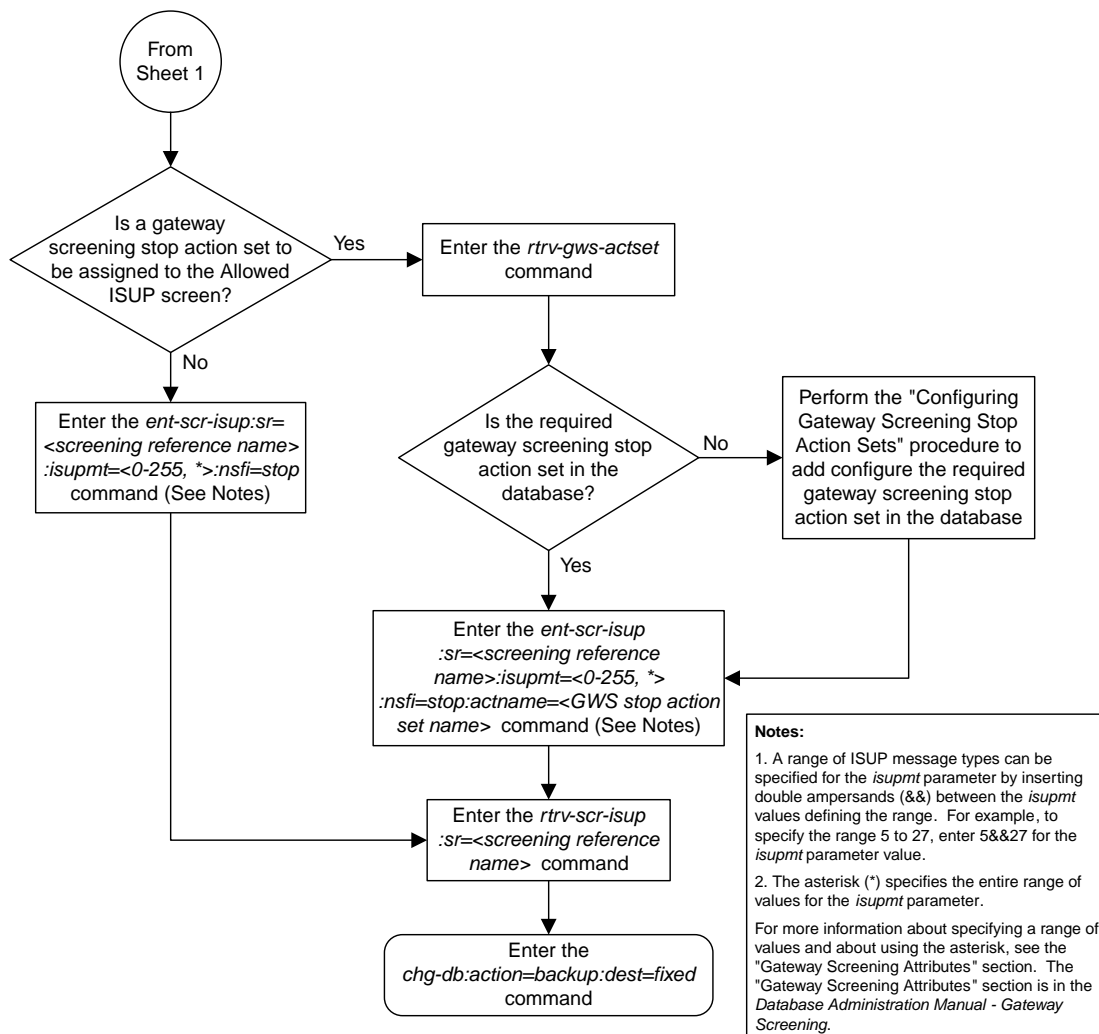 From
Sheet 1
Is a gateway
screening stop action set to
be assigned to the Allowed
ISUP screen?
Yes
Enter the rtrv-gws-actset
command
No
Enter the ent-scr-isup:sr=
<screening reference name>
:isupmt=<0-255, *>:nsfi=stop
command (See Notes)
Is the required
gateway screening stop
action set in the
database?
No
Perform the "Configuring
Gateway Screening Stop
Action Sets" procedure to
add configure the required
gateway screening stop
action set in the database
Yes
Enter the ent-scr-isup
:sr=<screening reference
name>:isupmt=<0-255, *>
:nsfi=stop:actname=<GWS stop action
set name> command (See Notes)
Enter the rtrv-scr-isup
:sr=<screening reference
name> command
Enter the
chg-db:action=backup:dest=fixed
command
Notes:
1. A range of ISUP message types can be
specified for the isupmt parameter by inserting
double ampersands (&&) between the isupmt
values defining the range. For example, to
specify the range 5 to 27, enter 5&&27 for the
isupmt parameter value.
2. The asterisk (*) specifies the entire range of
values for the isupmt parameter.
For more information about specifying a range of
values and about using the asterisk, see the
"Gateway Screening Attributes" section. The
"Gateway Screening Attributes" section is in the
Database Administration Manual - Gateway
Screening.